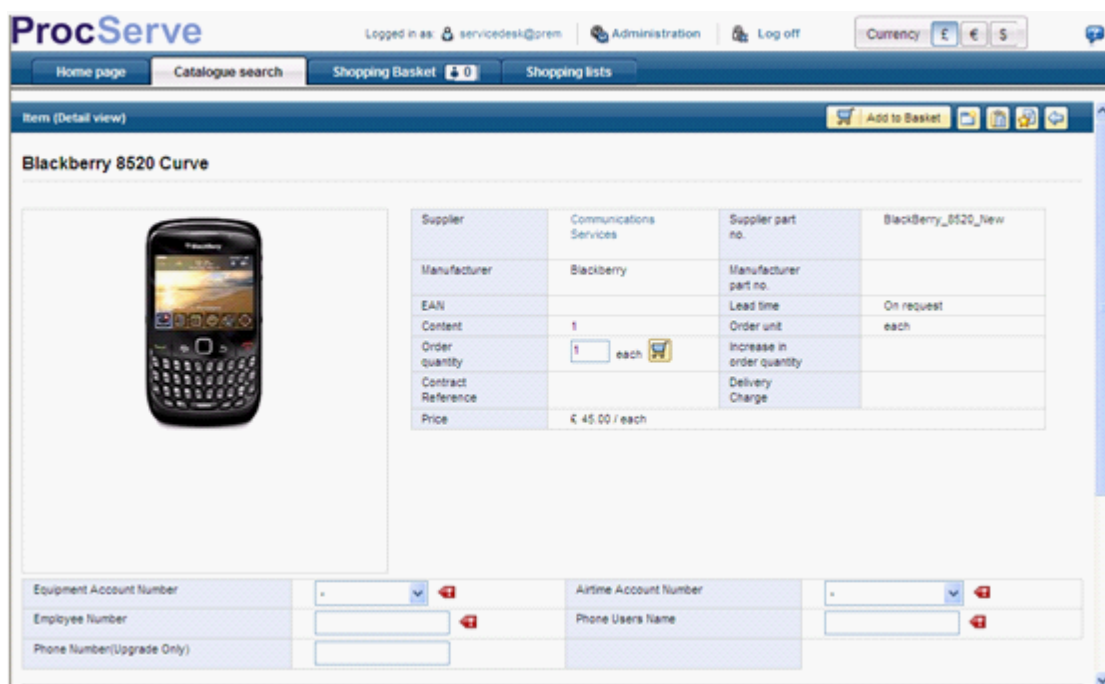 ProcServe
Logged in as: servicedesk@prem Administration Log off Currency £ € $
Home page Catalogue search Shopping Basket 0 Shopping lists
Item (Detail view) Add to Basket
Blackberry 8520 Curve
Supplier Communications Services Supplier part no. BlackBerry_8520_New
Manufacturer Blackberry Manufacturer part no.
EAN Lead time On request
Content 1 Order unit each
Order quantity 1 each Increase in order quantity
Contract Reference Delivery Charge
Price € 45.00 / each
Equipment Account Number - Airtime Account Number -
Employee Number Phone Users Name
Phone Number(Upgrade Only)